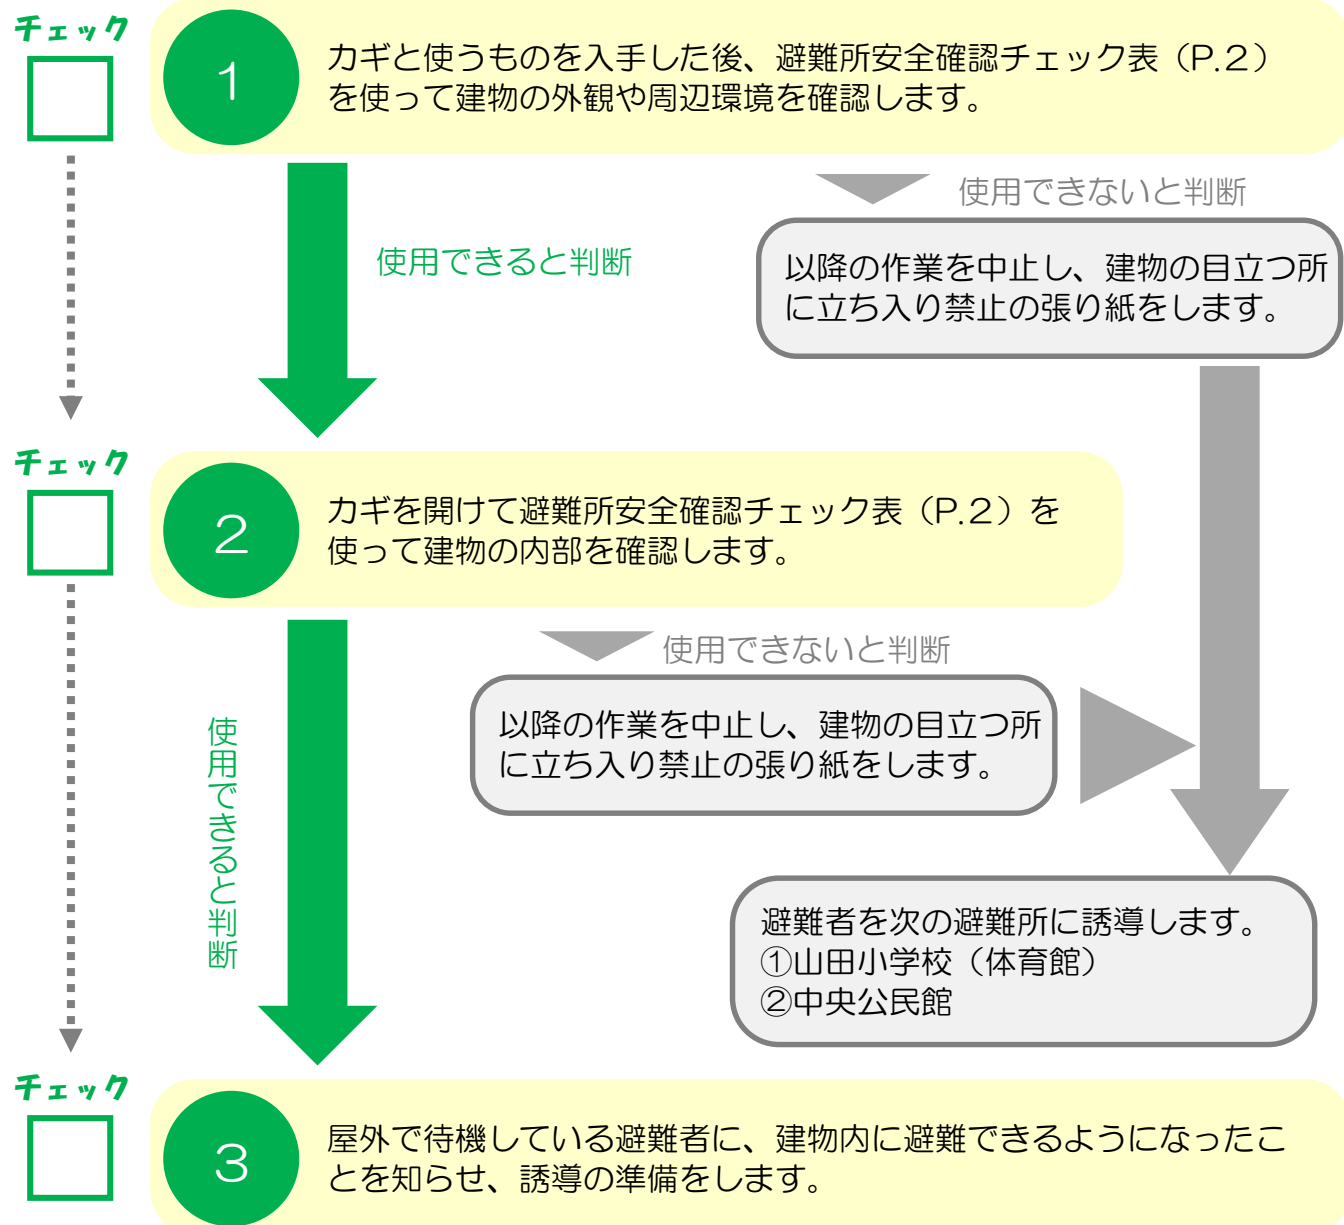 チェック
1
カギと使うものを入手した後、避難所安全確認チェック表（P.２）
を使って建物の外観や周辺環境を確認します。
使用できないと判断
使用できると判断
以降の作業を中止し、建物の目立つ所
に立ち入り禁止の張り紙をします。
チェック
2
カギを開けて避難所安全確認チェック表（P.２）を
使って建物の内部を確認します。
使用できないと判断
以降の作業を中止し、建物の目立つ所
に立ち入り禁止の張り紙をします。
使用できると判断
避難者を次の避難所に誘導します。
①山田小学校（体育館）
②中央公民館
チェック
3
屋外で待機している避難者に、建物内に避難できるようになったこ
とを知らせ、誘導の準備をします。